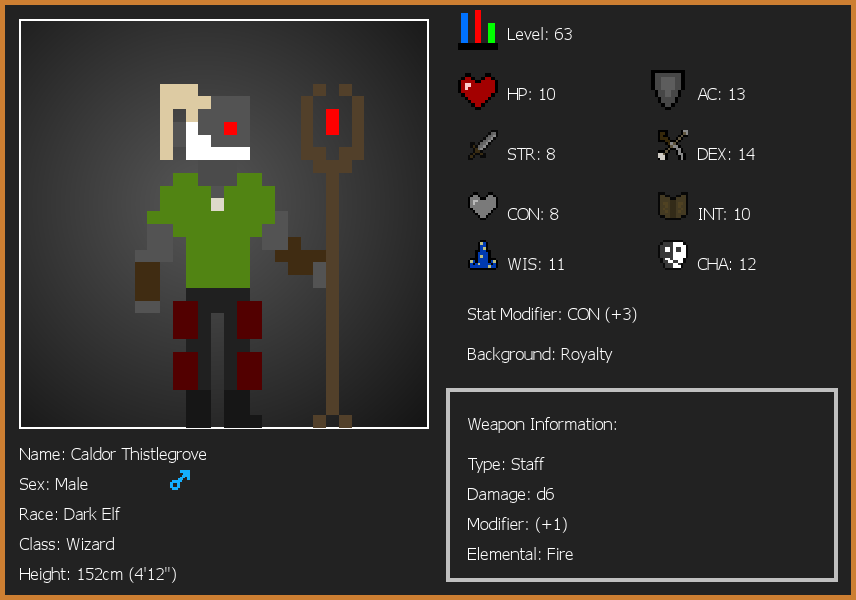 Level: 63
HP: 10
AC: 13
STR: 8
DEX: 14
CON: 8
INT: 10
WIS: 11
CHA: 12
Stat Modifier: CON (+3)
Background: Royalty
Weapon Information:
Type: Staff
Damage: d6
Modifier: (+1)
Elemental: Fire
Name: Caldor Thistlegrove
Sex: Male
Race: Dark Elf
Class: Wizard
Height: 152cm (4'12")